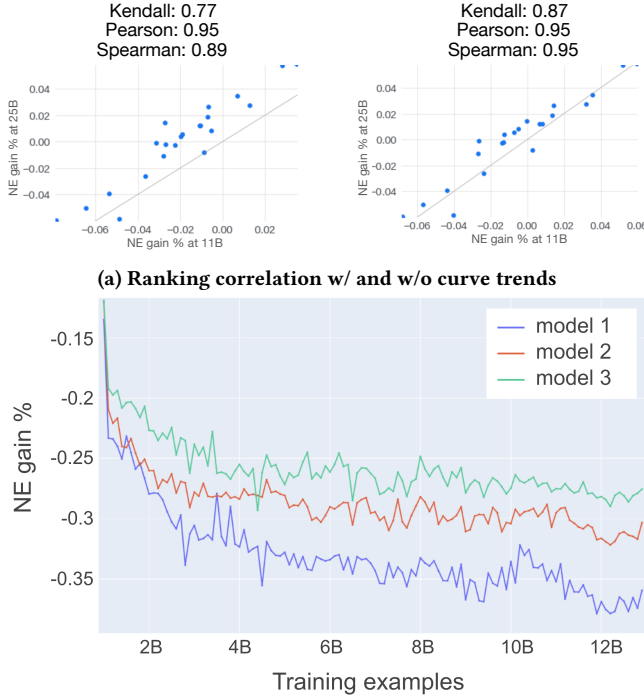 Kendall: 0.77
Pearson: 0.95
Spearman: 0.89
NE gain % at 25B
0.04
0.02
0.00
−0.02
−0.04
−0.06
−0.04
−0.02
0.00
0.02
NE gain % at 11B
Kendall: 0.87
Pearson: 0.95
Spearman: 0.95
NE gain % at 25B
0.04
0.02
0.00
−0.02
−0.04
−0.06
−0.04
−0.02
0.00
0.02
0.04
0.06
NE gain % at 11B
(a) Ranking correlation w/ and w/o curve trends
NE gain %
-0.15
-0.2
-0.25
-0.3
-0.35
model 1
model 2
model 3
2B
4B
6B
8B
10B
12B
Training examples